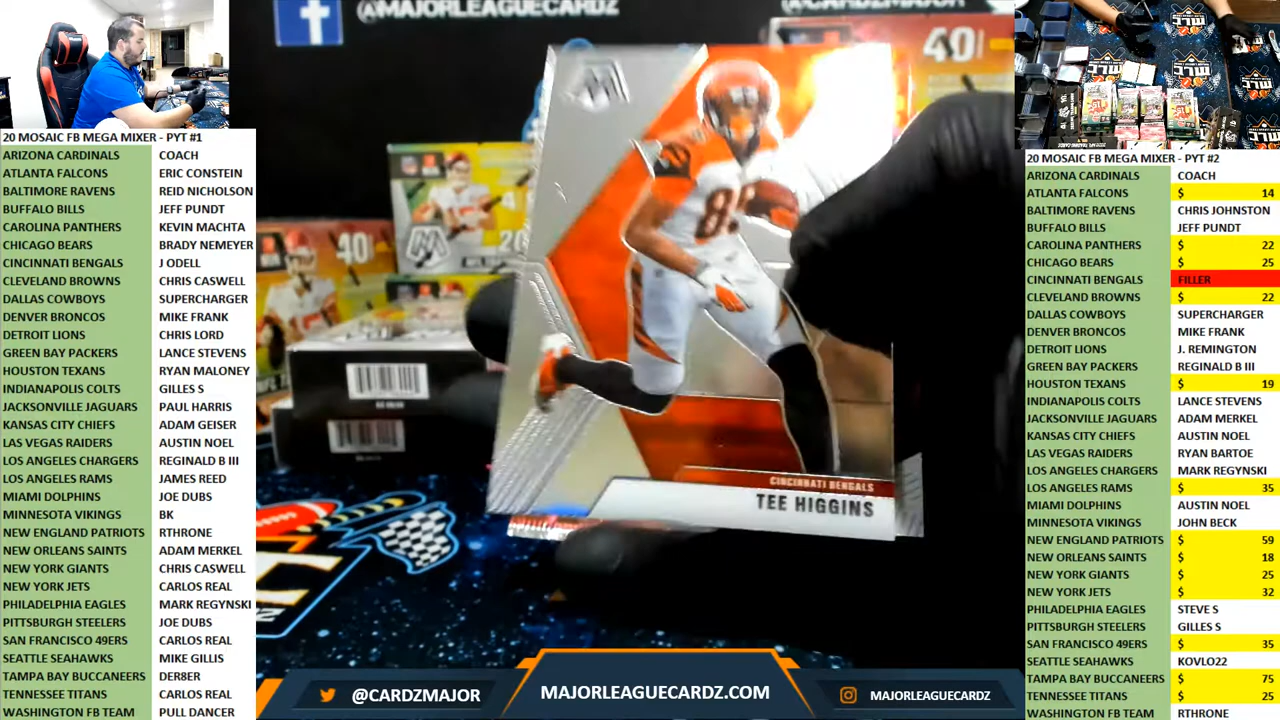 @MAJORLEAGUECARDZ
@CARDZMAJOR
20 MOSAIC FB MEGA MIXER - PYT #1
ARIZONA CARDINALS COACH
ATLANTA FALCONS ERIC CONSTEIN
BALTIMORE RAVENS REID NICHOLSON
BUFFALO BILLS JEFF PUNDT
CAROLINA PANTHERS KEVIN MACHTA
CHICAGO BEARS BRADY NEMEYER
CINCINNATI BENGALS J ODELL
CLEVELAND BROWNS CHRIS CASWELL
DALLAS COWBOYS SUPERCHARGER
DENVER BRONCOS MIKE FRANK
DETROIT LIONS CHRIS LORD
GREEN BAY PACKERS LANCE STEVENS
HOUSTON TEXANS RYAN MALONEY
INDIANAPOLIS COLTS GILLES S
JACKSONVILLE JAGUARS PAUL HARRIS
KANSAS CITY CHIEFS ADAM GEISER
LAS VEGAS RAIDERS AUSTIN NOEL
LOS ANGELES CHARGERS REGINALD B III
LOS ANGELES RAMS JAMES REED
MIAMI DOLPHINS JOE DUBS
MINNESOTA VIKINGS BK
NEW ENGLAND PATRIOTS RTHRONE
NEW ORLEANS SAINTS ADAM MERKEL
NEW YORK GIANTS CHRIS CASWELL
NEW YORK JETS CARLOS REAL
PHILADELPHIA EAGLES MARK REGYNSKI
PITTSBURGH STEELERS JOE DUBS
SAN FRANCISCO 49ERS CARLOS REAL
SEATTLE SEAHAWKS MIKE GILLIS
TAMPA BAY BUCCANEERS DER8ER
TENNESSEE TITANS CARLOS REAL
WASHINGTON FB TEAM PULL DANCER
40
40
M
20
M
85
CINCINNATI BENGALS
TEE HIGGINS
@CARDZMAJOR
MAJORLEAGUECARDZ.COM
MAJORLEAGUECARDZ
20 MOSAIC FB MEGA MIXER - PYT #2
ARIZONA CARDINALS COACH
ATLANTA FALCONS $ 14
BALTIMORE RAVENS CHRIS JOHNSTON
BUFFALO BILLS JEFF PUNDT
CAROLINA PANTHERS $ 22
CHICAGO BEARS $ 25
CINCINNATI BENGALS FILLER
CLEVELAND BROWNS $ 22
DALLAS COWBOYS SUPERCHARGER
DENVER BRONCOS MIKE FRANK
DETROIT LIONS J. REMINGTON
GREEN BAY PACKERS REGINALD B III
HOUSTON TEXANS $ 19
INDIANAPOLIS COLTS LANCE STEVENS
JACKSONVILLE JAGUARS ADAM MERKEL
KANSAS CITY CHIEFS AUSTIN NOEL
LAS VEGAS RAIDERS RYAN BARTOE
LOS ANGELES CHARGERS MARK REGYNSKI
LOS ANGELES RAMS $ 35
MIAMI DOLPHINS AUSTIN NOEL
MINNESOTA VIKINGS JOHN BECK
NEW ENGLAND PATRIOTS $ 59
NEW ORLEANS SAINTS $ 18
NEW YORK GIANTS $ 25
NEW YORK JETS $ 32
PHILADELPHIA EAGLES STEVE S
PITTSBURGH STEELERS GILLES S
SAN FRANCISCO 49ERS $ 35
SEATTLE SEAHAWKS KOVLO22
TAMPA BAY BUCCANEERS $ 75
TENNESSEE TITANS $ 25
WASHINGTON FB TEAM RTHRONE